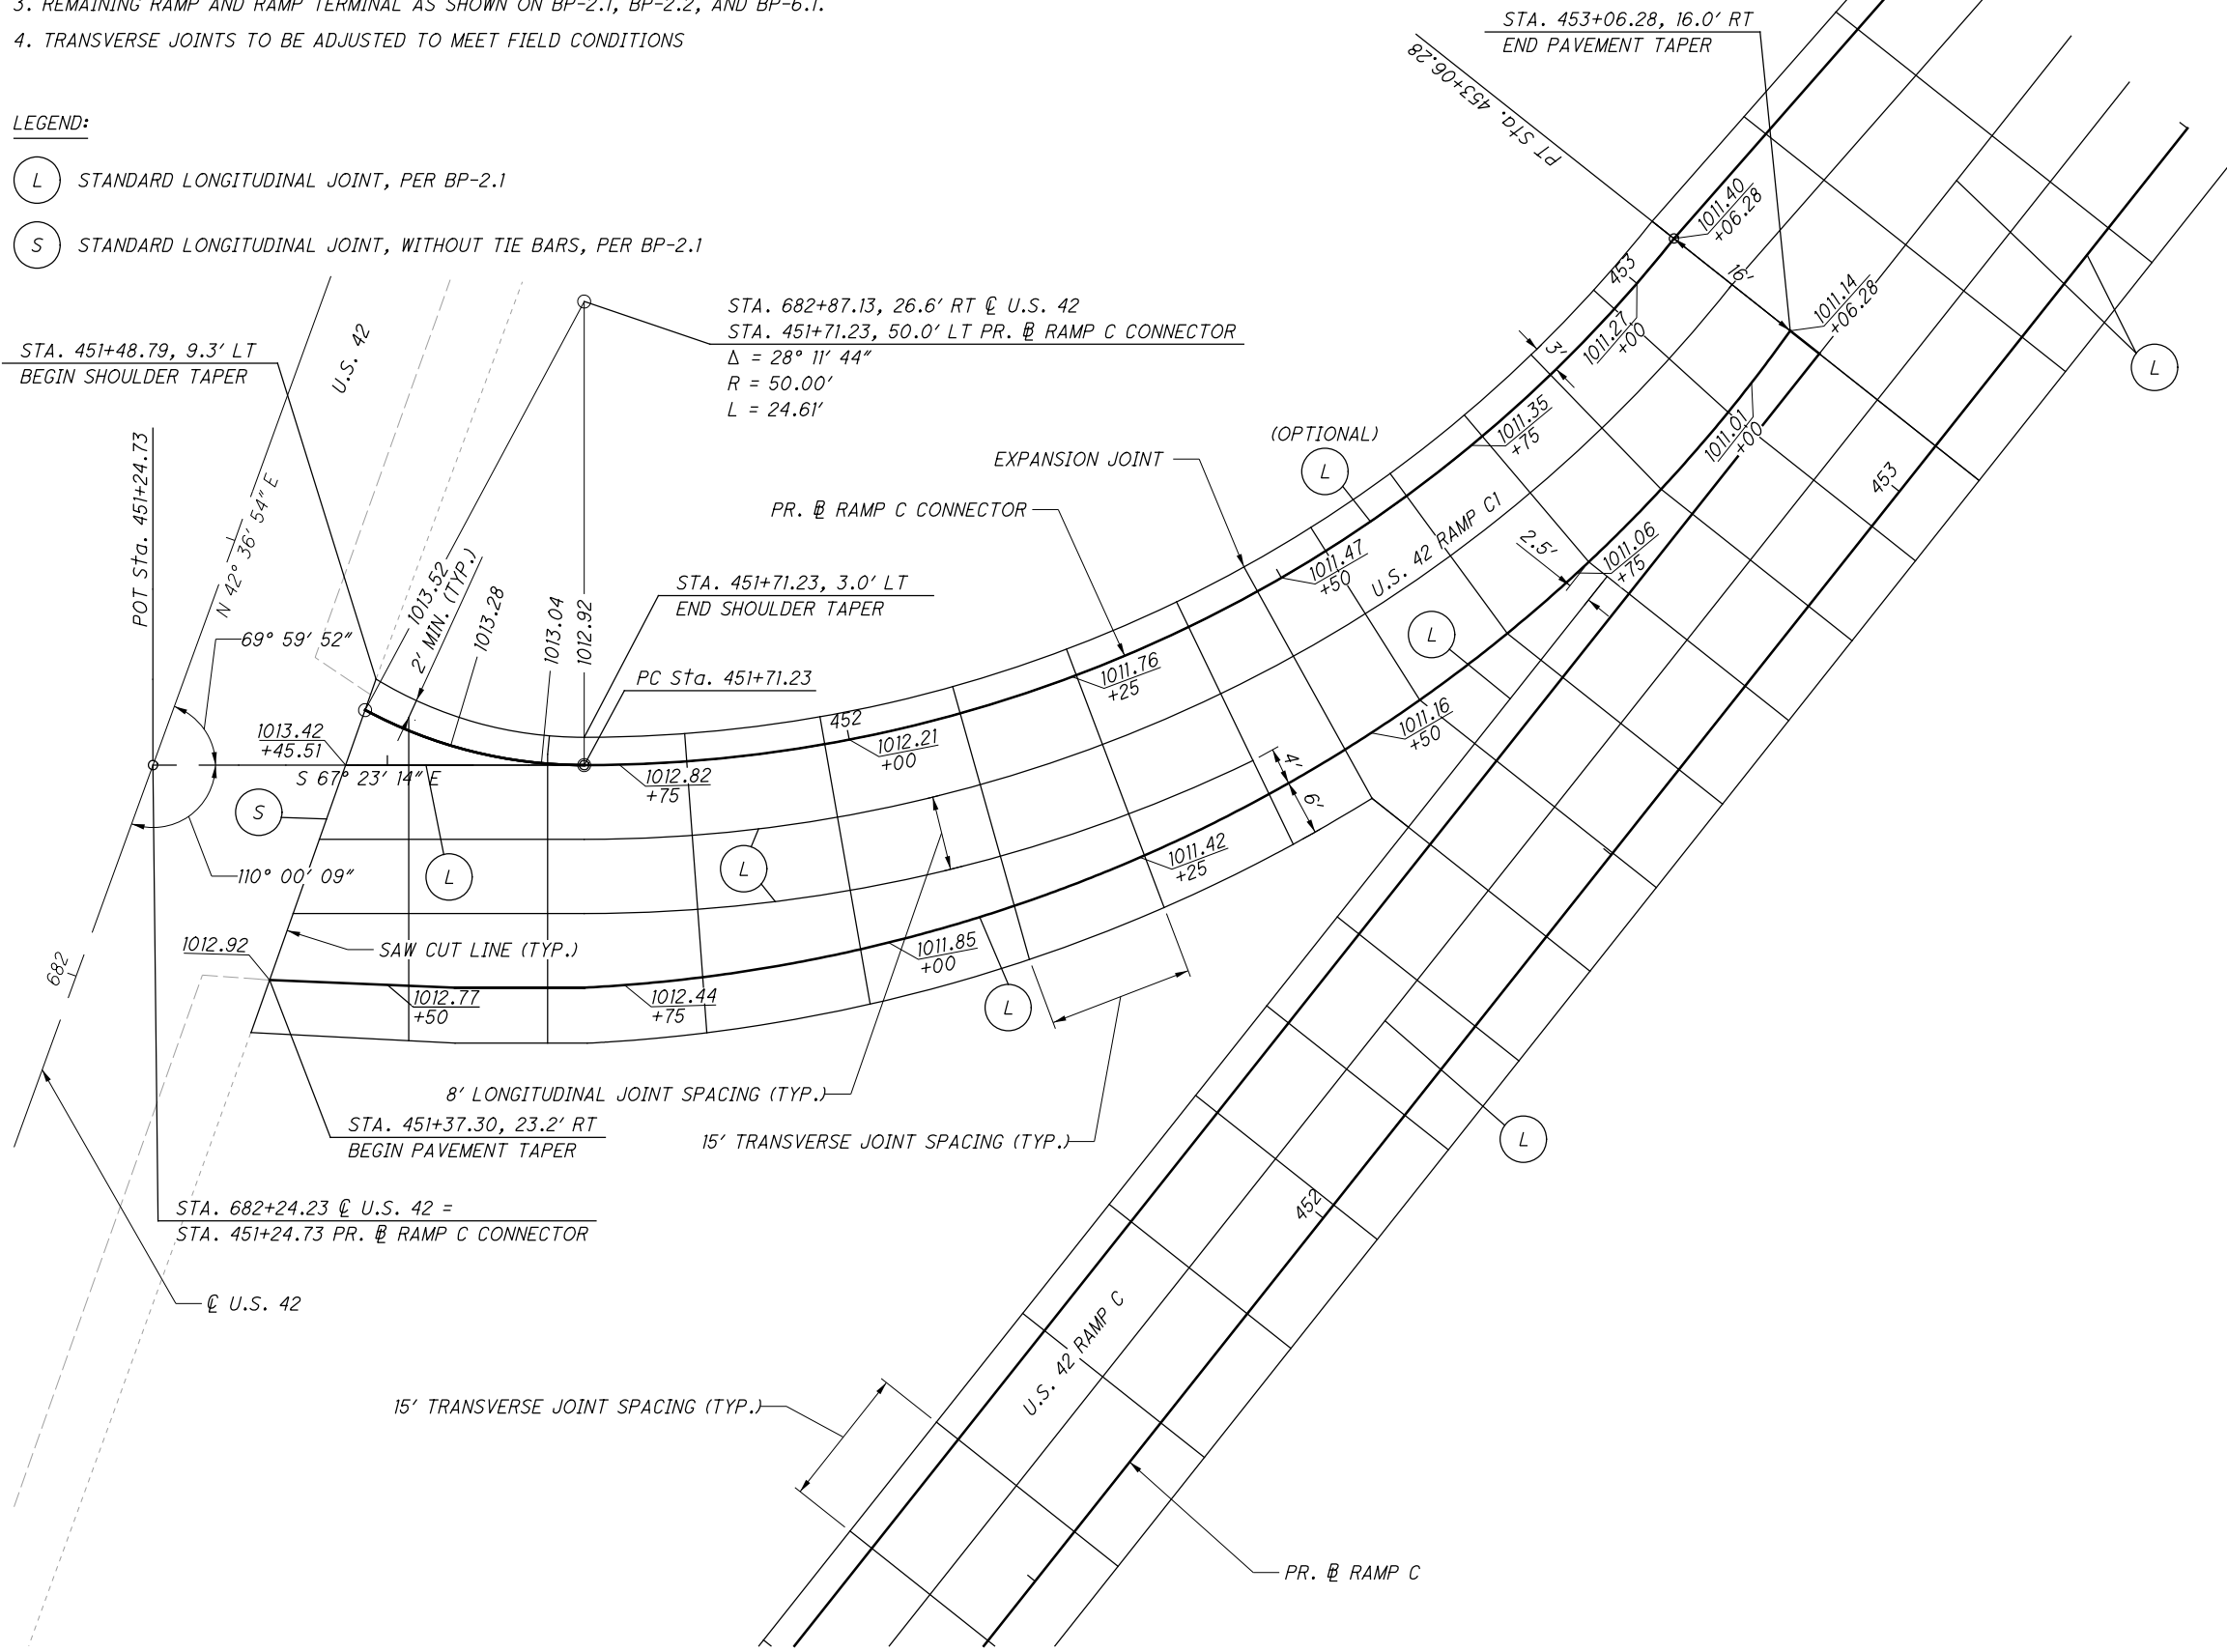 3. REMAINING RAMP AND RAMP TERMINAL AS SHOWN ON BP-2.1, BP-2.2, AND BP-6.1.
4. TRANSVERSE JOINTS TO BE ADJUSTED TO MEET FIELD CONDITIONS
LEGEND:
L STANDARD LONGITUDINAL JOINT, PER BP-2.1
S STANDARD LONGITUDINAL JOINT, WITHOUT TIE BARS, PER BP-2.1
STA. 453+06.28, 16.0' RT
END PAVEMENT TAPER
PT Sta. 453+06.28
1011.40
+06.28
16'
1011.14
+06.28
453
1011.27
+00
3'
1011.01
+00
L
STA. 682+87.13, 26.6' RT ℄ U.S. 42
STA. 451+71.23, 50.0' LT PR. BL RAMP C CONNECTOR
Δ = 28° 11' 44"
R = 50.00'
L = 24.61'
U.S. 42
STA. 451+48.79, 9.3' LT
BEGIN SHOULDER TAPER
POT Sta. 451+24.73
N 42° 36' 54" E
(OPTIONAL)
L
1011.35
+75
EXPANSION JOINT
PR. BL RAMP C CONNECTOR
453
U.S. 42 RAMP C1
2.5'
1011.06
+75
1011.47
+50
1013.52
2' MIN. (TYP.)
1013.28
1013.04
1012.92
STA. 451+71.23, 3.0' LT
END SHOULDER TAPER
69° 59' 52"
L
PC Sta. 451+71.23
1011.76
+25
1011.16
+50
1013.42
+45.51
S 67° 23' 14" E
452
1012.21
+00
1012.82
+75
4'
6'
S
L
L
1011.42
+25
110° 00' 09"
1012.92
SAW CUT LINE (TYP.)
1011.85
+00
682
1012.77
+50
1012.44
+75
L
8' LONGITUDINAL JOINT SPACING (TYP.)
STA. 451+37.30, 23.2' RT
BEGIN PAVEMENT TAPER
15' TRANSVERSE JOINT SPACING (TYP.)
L
STA. 682+24.23 ℄ U.S. 42 =
STA. 451+24.73 PR. BL RAMP C CONNECTOR
452
℄ U.S. 42
U.S. 42 RAMP C
15' TRANSVERSE JOINT SPACING (TYP.)
PR. BL RAMP C